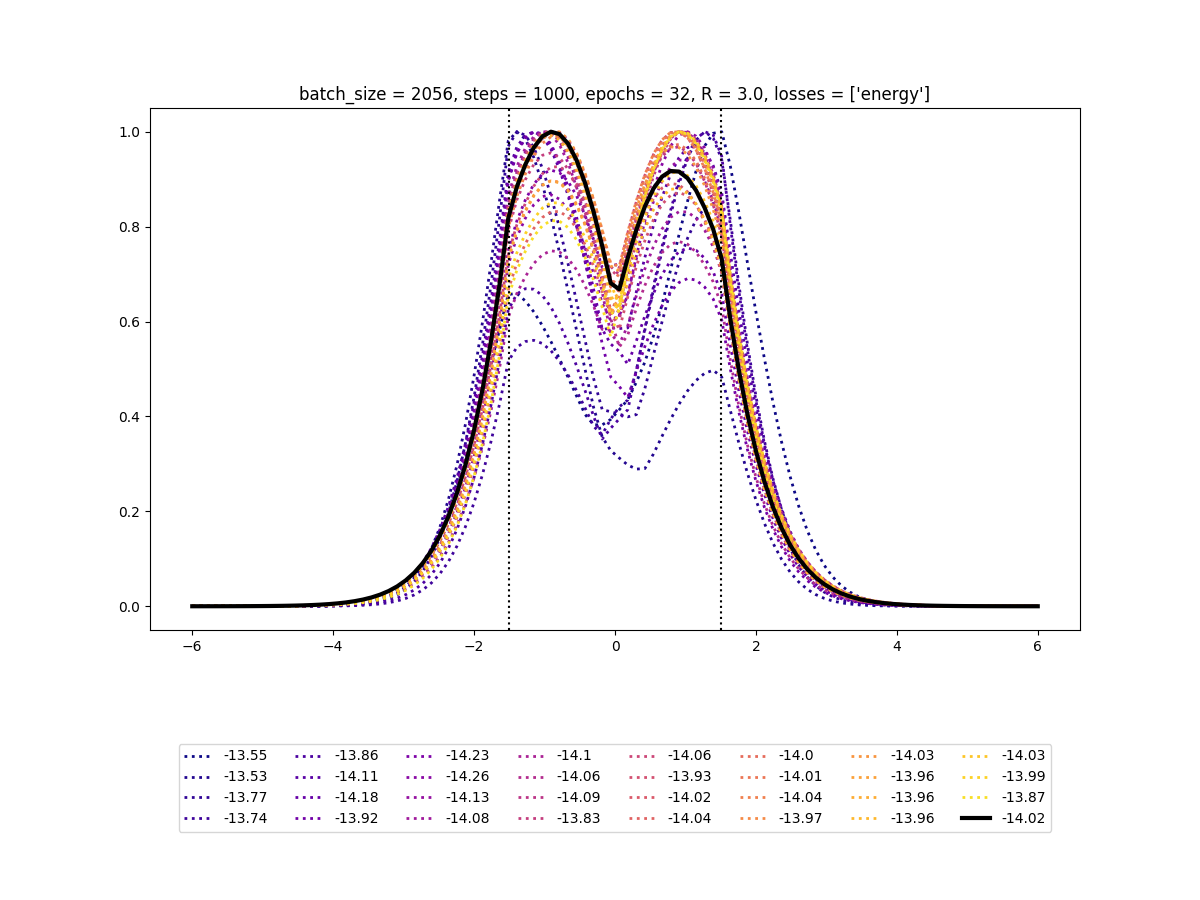 batch_size = 2056, steps = 1000, epochs = 32, R = 3.0, losses = ['energy']
1.0
0.8
0.6
0.4
0.2
0.0
−6 −4 −2 0 2 4 6
-13.55 -13.86 -14.23 -14.1 -14.06 -14.0 -14.03 -14.03
-13.53 -14.11 -14.26 -14.06 -13.93 -14.01 -13.96 -13.99
-13.77 -14.18 -14.13 -14.09 -14.02 -14.04 -13.96 -13.87
-13.74 -13.92 -14.08 -13.83 -14.04 -13.97 -13.96 -14.02